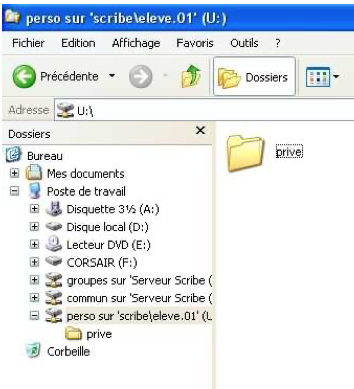 perso sur 'scribe\eleve.01' (U:)
Fichier Edition Affichage Favoris Outils ?
Précédente Dossiers
Adresse U:\
Dossiers
prive
Bureau
Mes documents
Poste de travail
Disquette 3½ (A:)
Disque local (D:)
Lecteur DVD (E:)
CORSAIR (F:)
groupes sur 'Serveur Scribe (
commun sur 'Serveur Scribe (
perso sur 'scribe\eleve.01' (U
prive
Corbeille